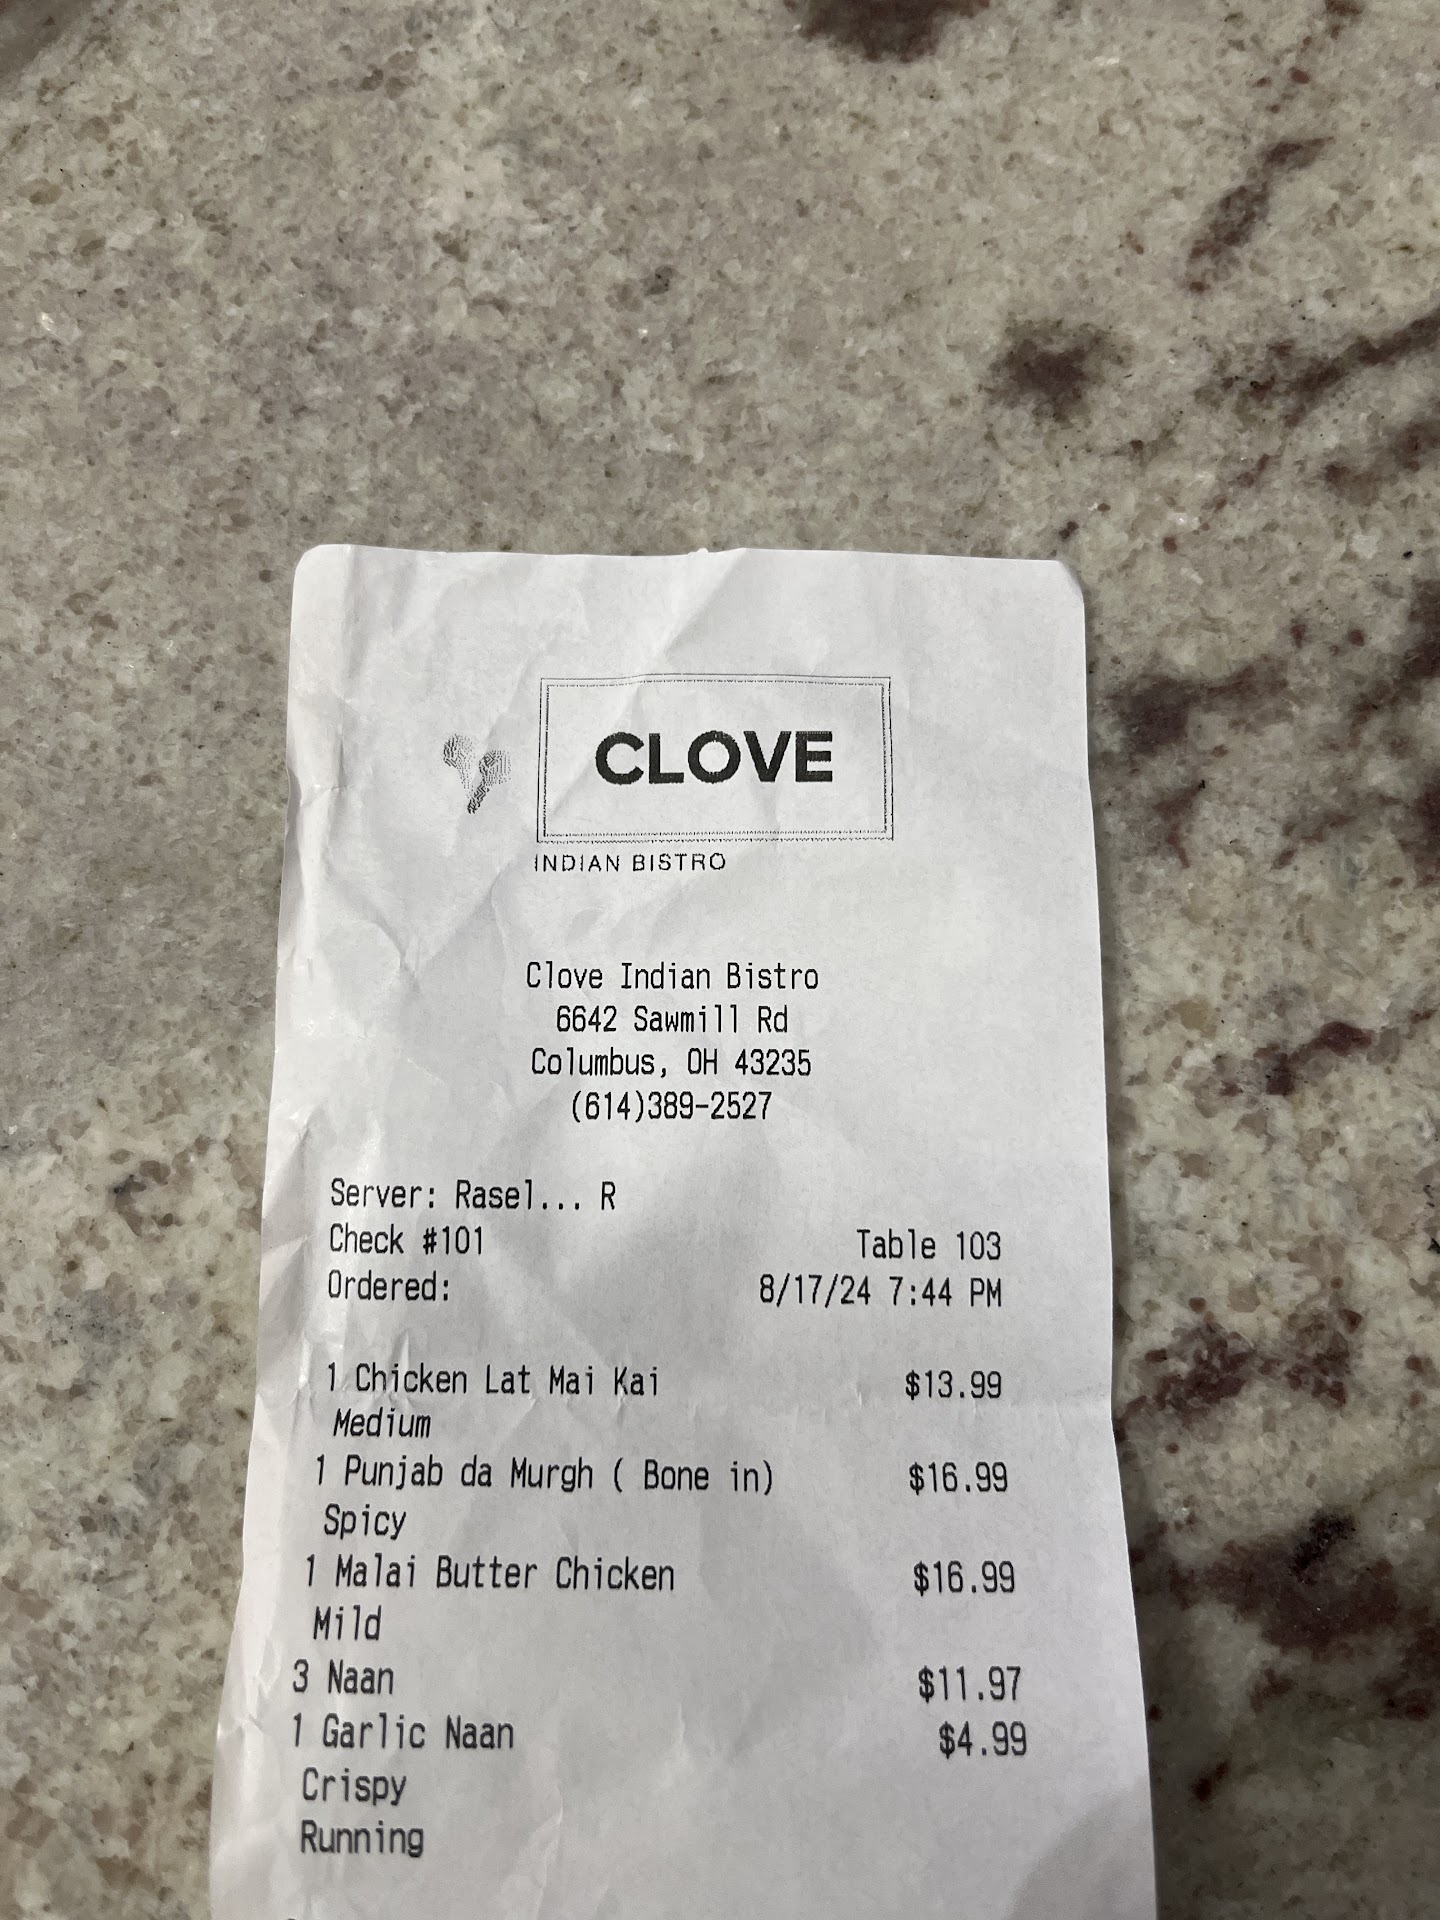 CLOVE
INDIAN BISTRO
Clove Indian Bistro
6642 Sawmill Rd
Columbus, OH 43235
(614)389-2527
Server: Rasel... R
Check #101 Table 103
Ordered: 8/17/24 7:44 PM
1 Chicken Lat Mai Kai $13.99
Medium
1 Punjab da Murgh ( Bone in) $16.99
Spicy
1 Malai Butter Chicken $16.99
Mild
3 Naan $11.97
1 Garlic Naan $4.99
Crispy
Running